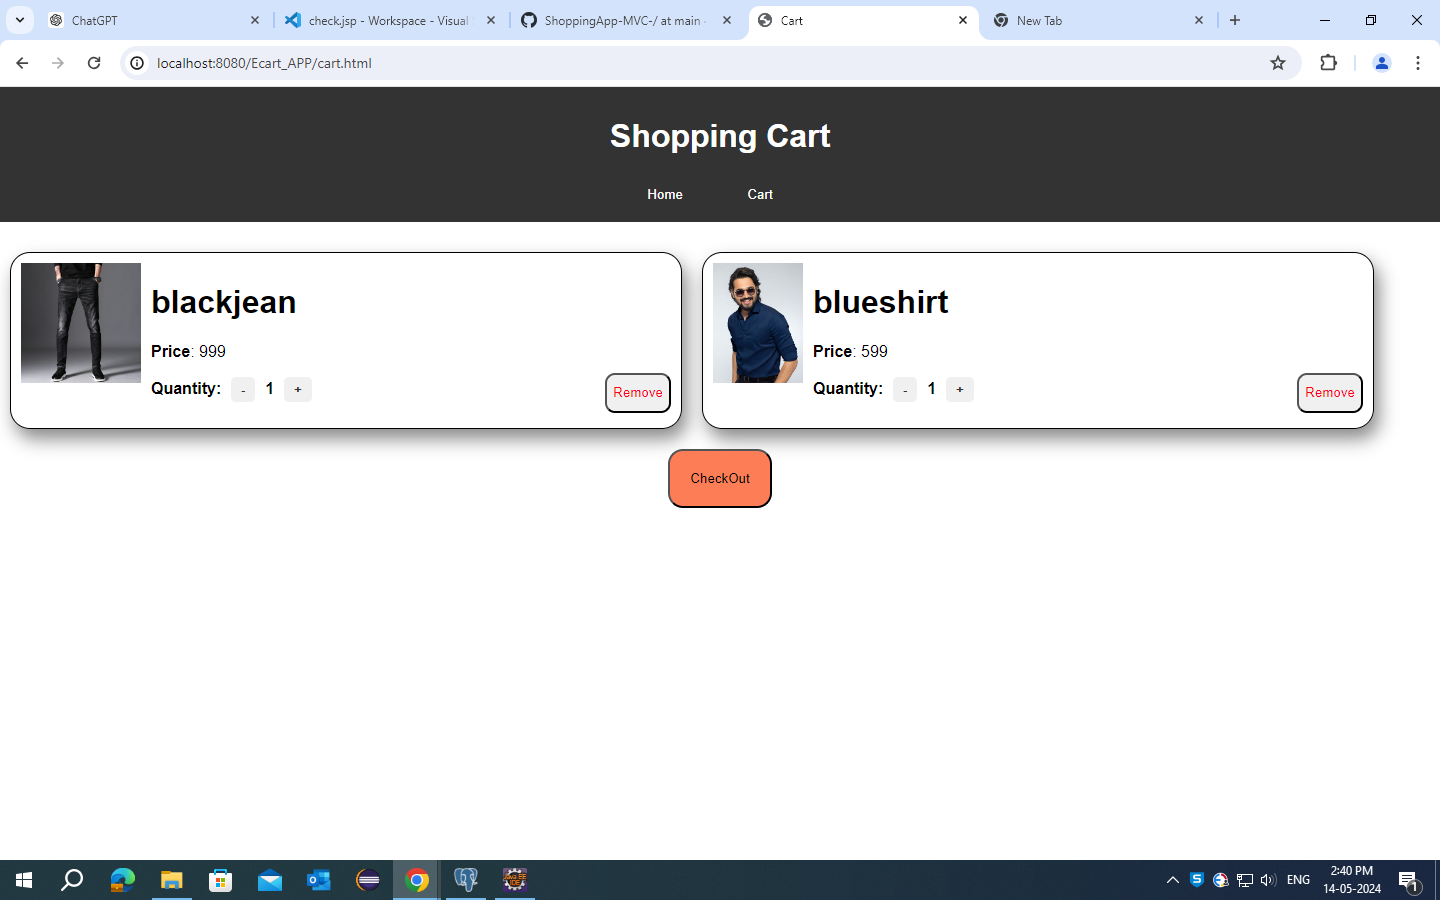 ChatGPT
check.jsp - Workspace - Visual
ShoppingApp-MVC-/ at main
Cart
New Tab
localhost:8080/Ecart_APP/cart.html
Shopping Cart
Home Cart
blackjean
Price: 999
Quantity: - 1 +
Remove
blueshirt
Price: 599
Quantity: - 1 +
Remove
CheckOut
ENG
2:40 PM
14-05-2024
1